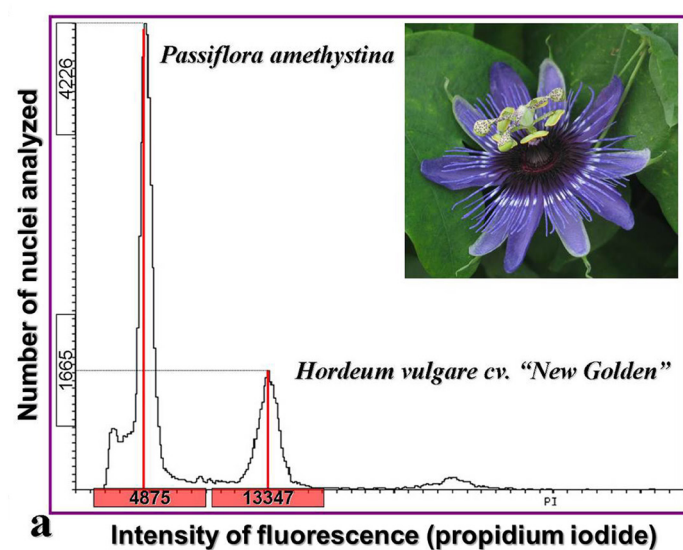 Passiflora amethystina
4226
Number of nuclei analyzed
1665
Hordeum vulgare cv. “New Golden”
4875 13347
PI
a
Intensity of fluorescence (propidium iodide)